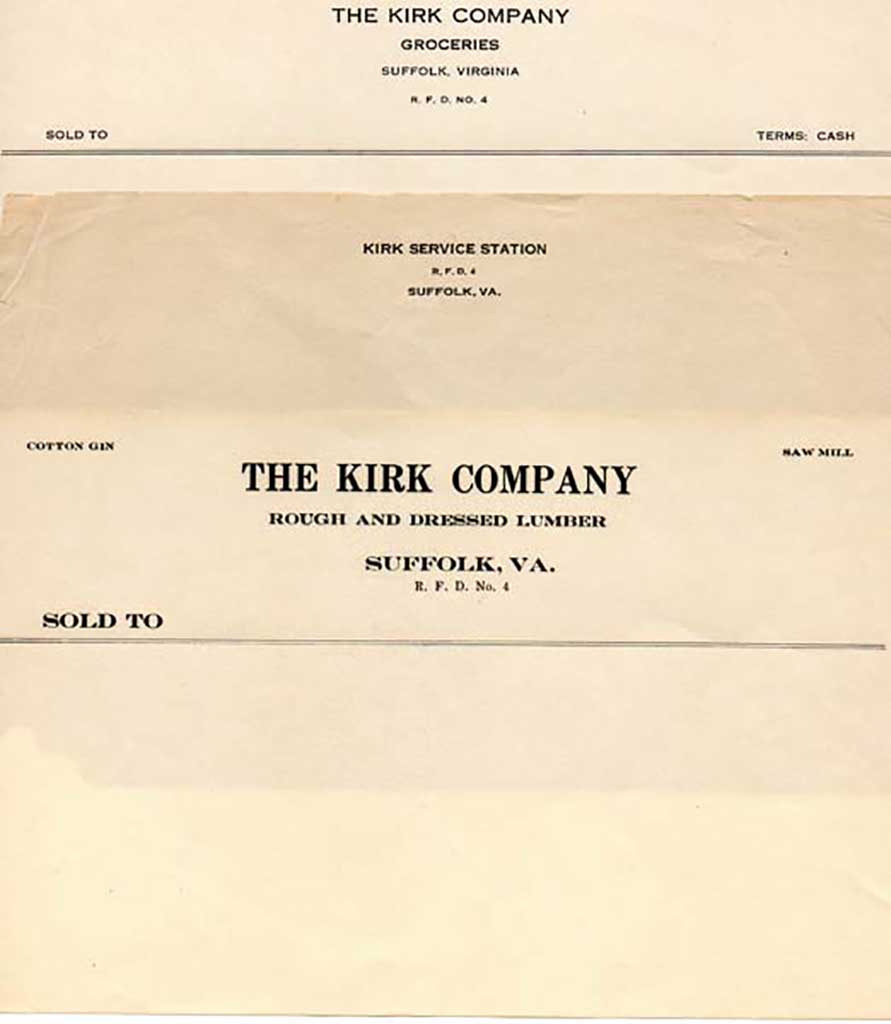 THE KIRK COMPANY
GROCERIES
SUFFOLK, VIRGINIA
R. F. D. NO. 4
SOLD TO TERMS: CASH
KIRK SERVICE STATION
R. F. D. 4
SUFFOLK, VA.
COTTON GIN SAW MILL
THE KIRK COMPANY
ROUGH AND DRESSED LUMBER
SUFFOLK, VA.
R. F. D. No. 4
SOLD TO